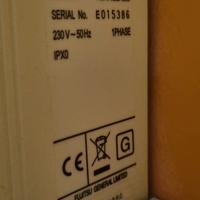 SERIAL No. E015386
230V~50Hz 1PHASE
IPX0
CE G
FUJITSU GENERAL LIMITED